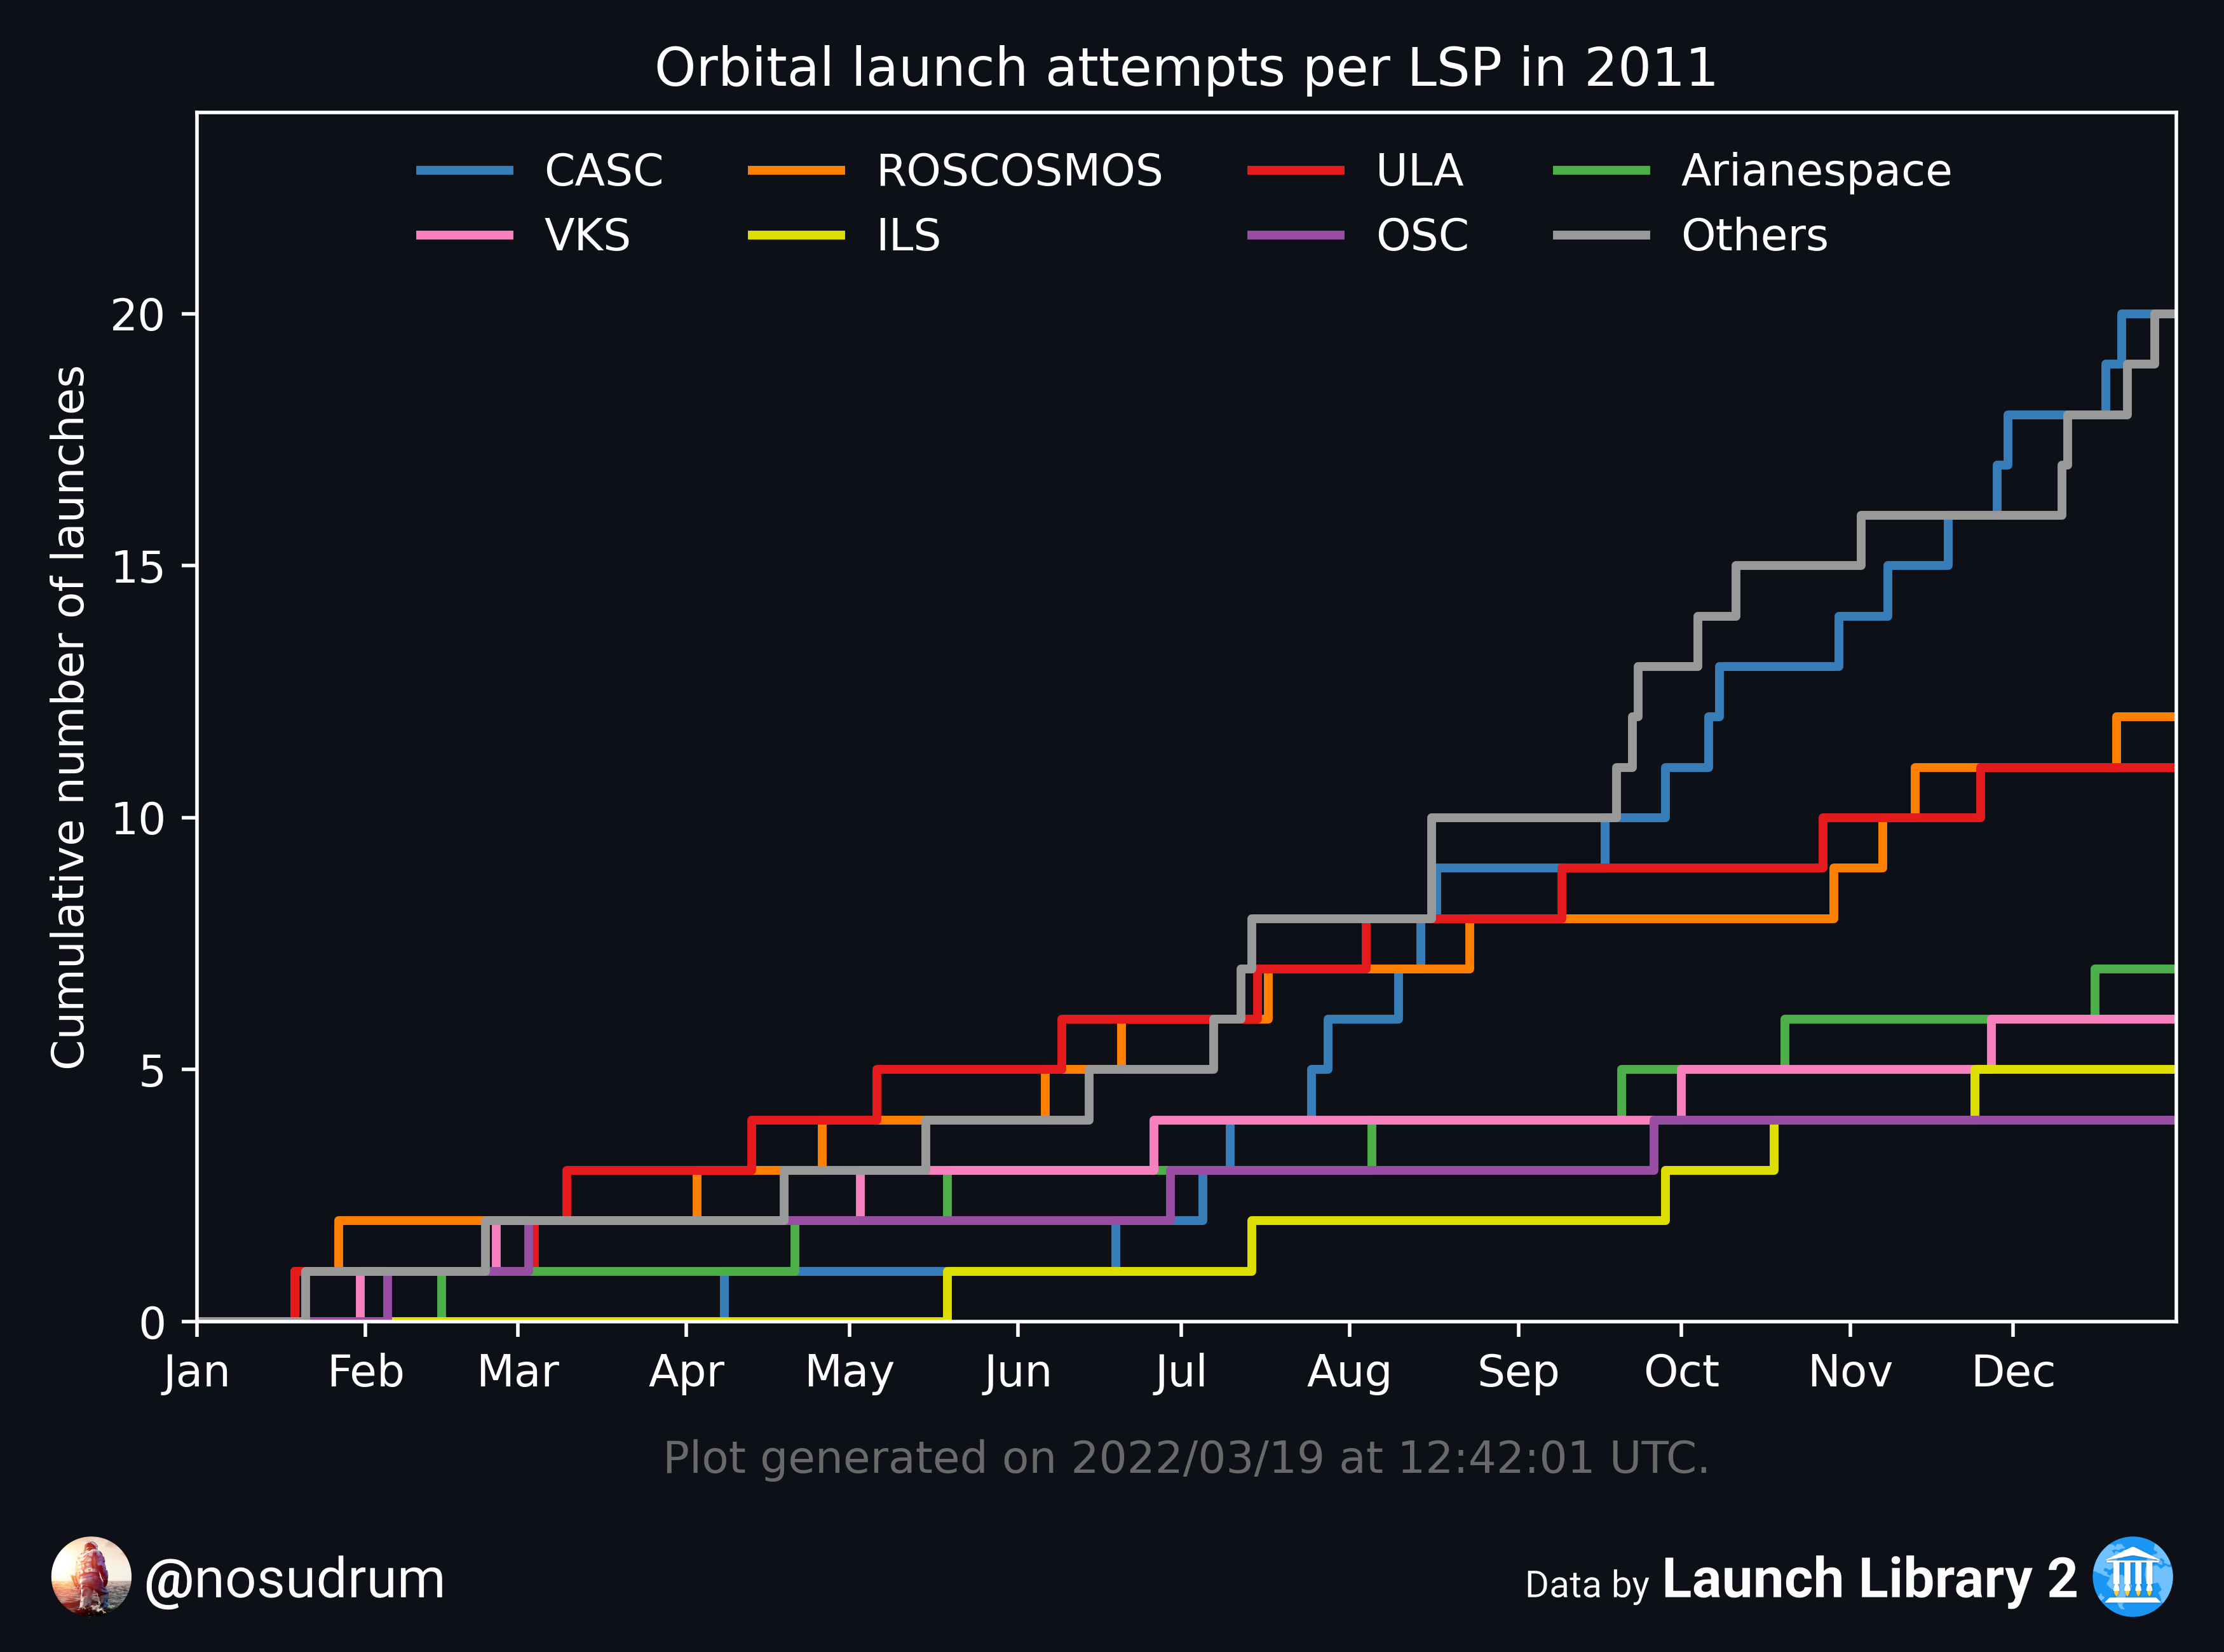 Orbital launch attempts per LSP in 2011
CASC ROSCOSMOS ULA Arianespace
VKS ILS OSC Others
Cumulative number of launches
20
15
10
5
0
Jan Feb Mar Apr May Jun Jul Aug Sep Oct Nov Dec
Plot generated on 2022/03/19 at 12:42:01 UTC.
@nosudrum
Data by Launch Library 2